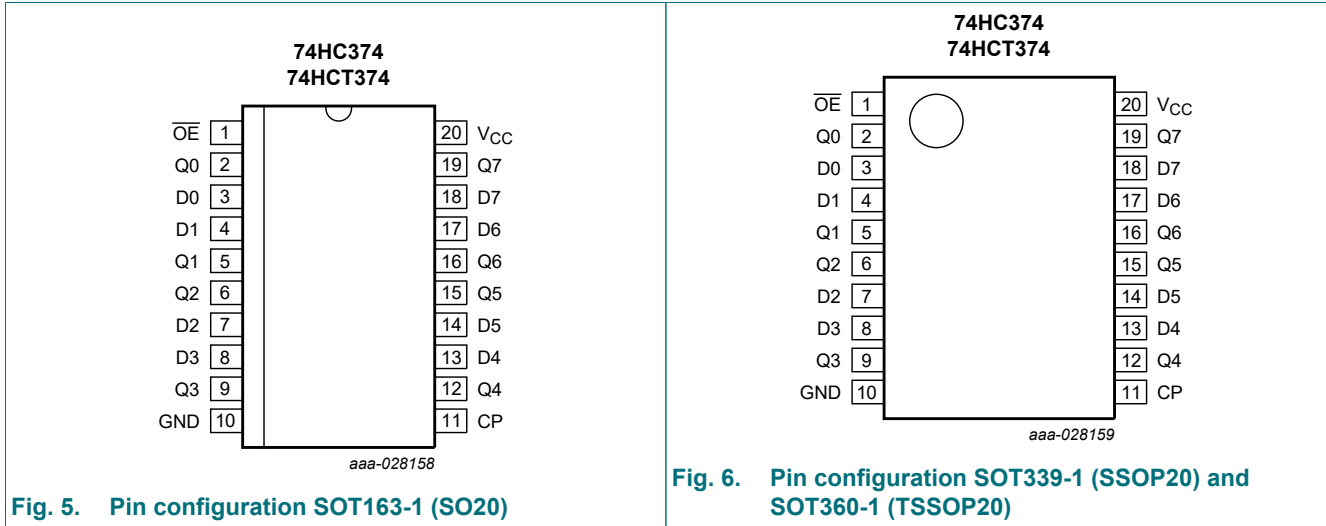 74HC374
74HCT374
OE 1 20 VCC
Q0 2 19 Q7
D0 3 18 D7
D1 4 17 D6
Q1 5 16 Q6
Q2 6 15 Q5
D2 7 14 D5
D3 8 13 D4
Q3 9 12 Q4
GND 10 11 CP
aaa-028158
Fig. 5. Pin configuration SOT163-1 (SO20)
74HC374
74HCT374
OE 1 20 VCC
Q0 2 19 Q7
D0 3 18 D7
D1 4 17 D6
Q1 5 16 Q6
Q2 6 15 Q5
D2 7 14 D5
D3 8 13 D4
Q3 9 12 Q4
GND 10 11 CP
aaa-028159
Fig. 6. Pin configuration SOT339-1 (SSOP20) and
SOT360-1 (TSSOP20)